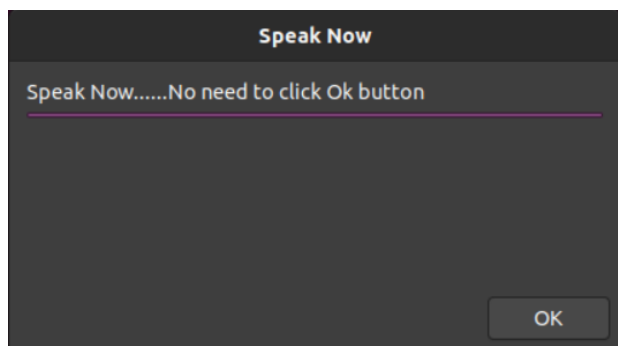 Speak Now
Speak Now......No need to click Ok button
OK